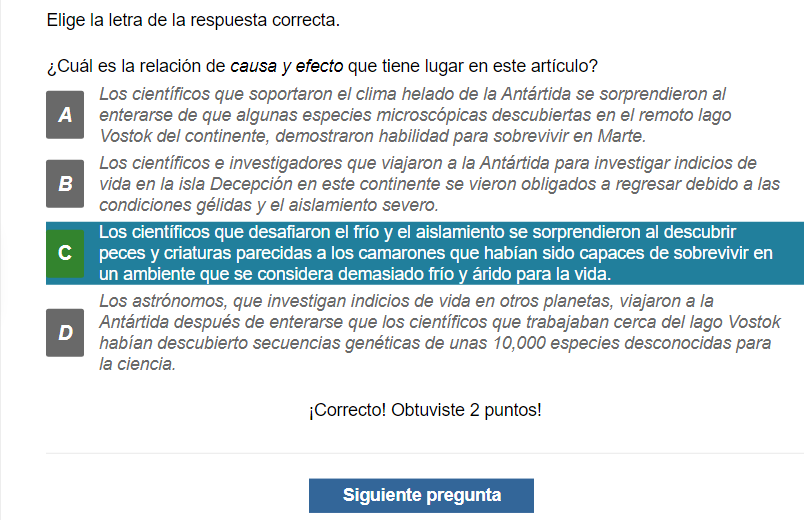 Elige la letra de la respuesta correcta.
¿Cuál es la relación de causa y efecto que tiene lugar en este artículo?
A
Los científicos que soportaron el clima helado de la Antártida se sorprendieron al
enterarse de que algunas especies microscópicas descubiertas en el remoto lago
Vostok del continente, demostraron habilidad para sobrevivir en Marte.
B
Los científicos e investigadores que viajaron a la Antártida para investigar indicios de
vida en la isla Decepción en este continente se vieron obligados a regresar debido a las
condiciones gélidas y el aislamiento severo.
C
Los científicos que desafiaron el frío y el aislamiento se sorprendieron al descubrir
peces y criaturas parecidas a los camarones que habían sido capaces de sobrevivir en
un ambiente que se considera demasiado frío y árido para la vida.
D
Los astrónomos, que investigan indicios de vida en otros planetas, viajaron a la
Antártida después de enterarse que los científicos que trabajaban cerca del lago Vostok
habían descubierto secuencias genéticas de unas 10,000 especies desconocidas para
la ciencia.
¡Correcto! Obtuviste 2 puntos!
Siguiente pregunta